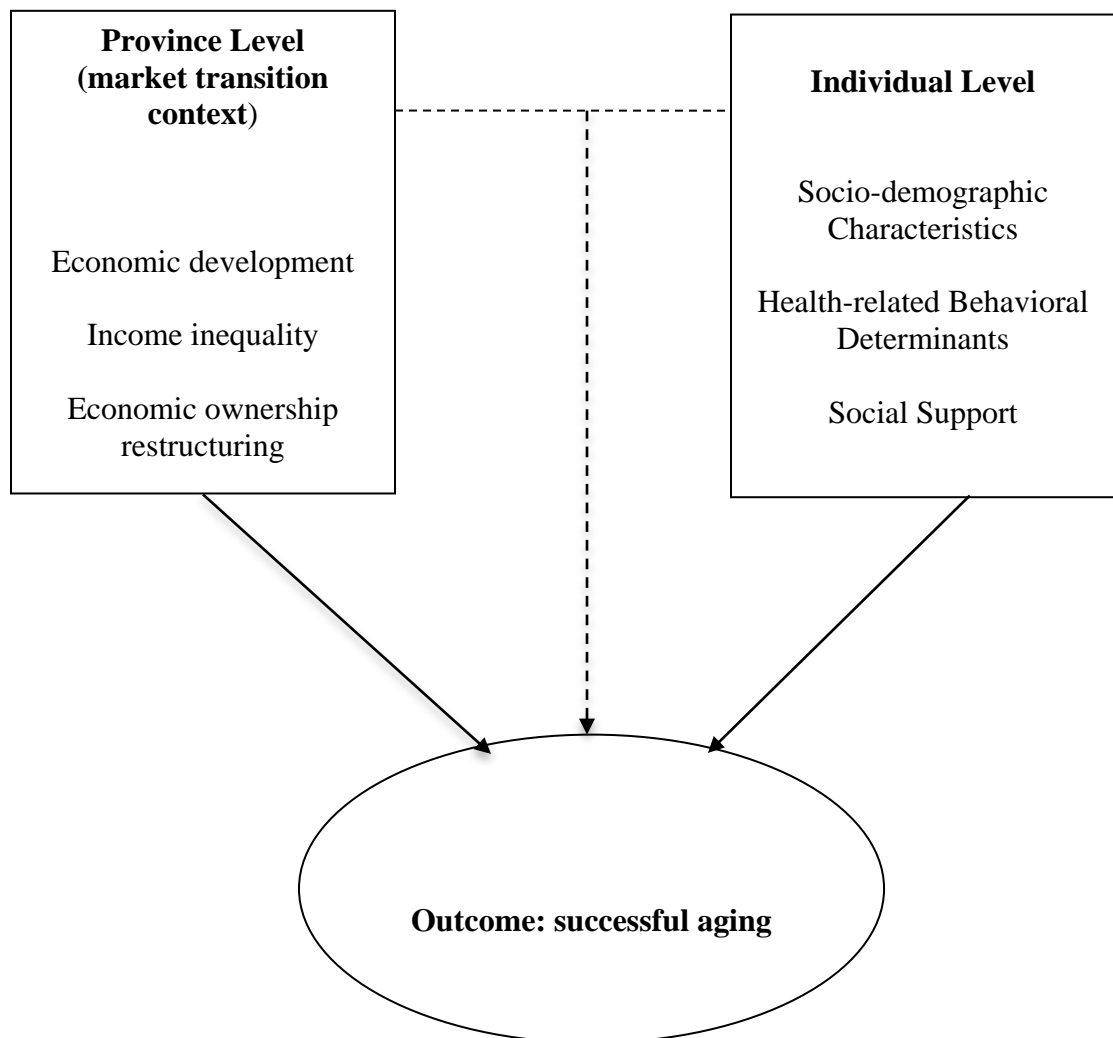 Province Level
(market transition
context)
Economic development
Income inequality
Economic ownership
restructuring
Individual Level
Socio-demographic
Characteristics
Health-related Behavioral
Determinants
Social Support
Outcome: successful aging